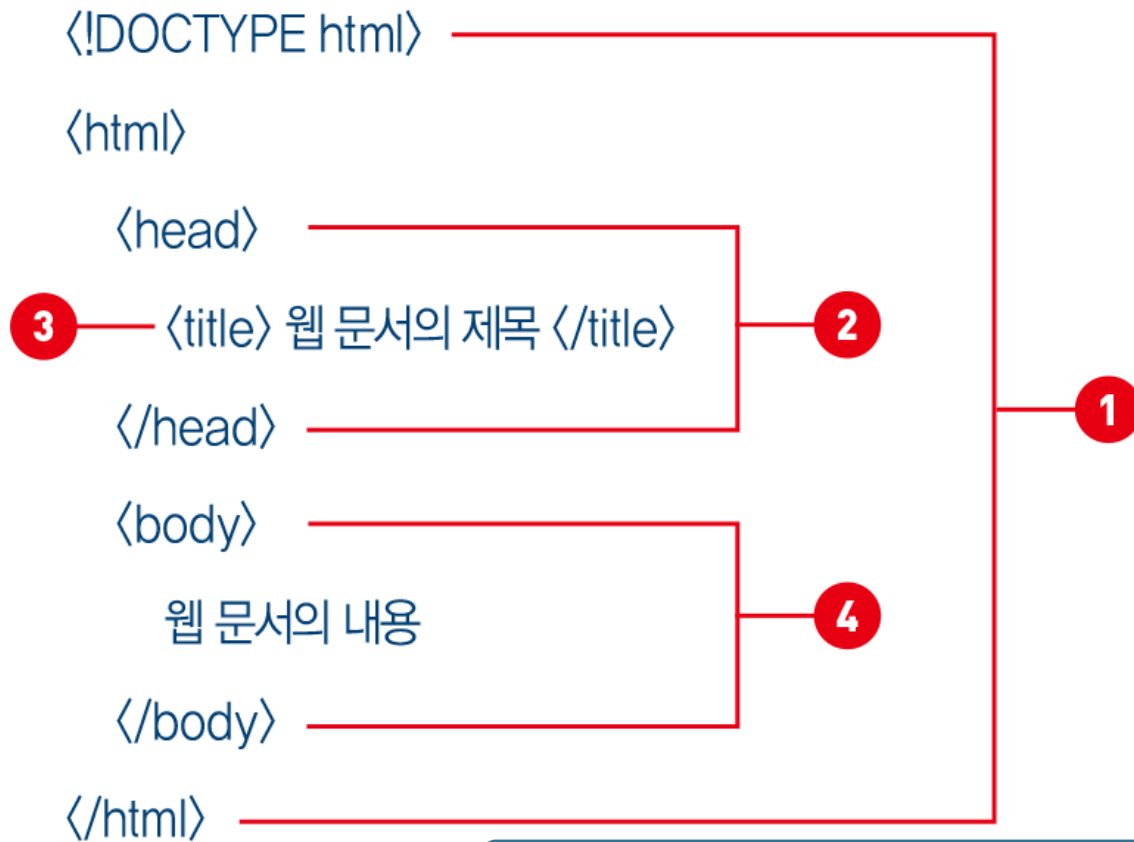 <!DOCTYPE html>
<html>
<head>
3 <title> 웹 문서의 제목 </title> 2
</head> 1
<body>
웹 문서의 내용 4
</body>
</html>